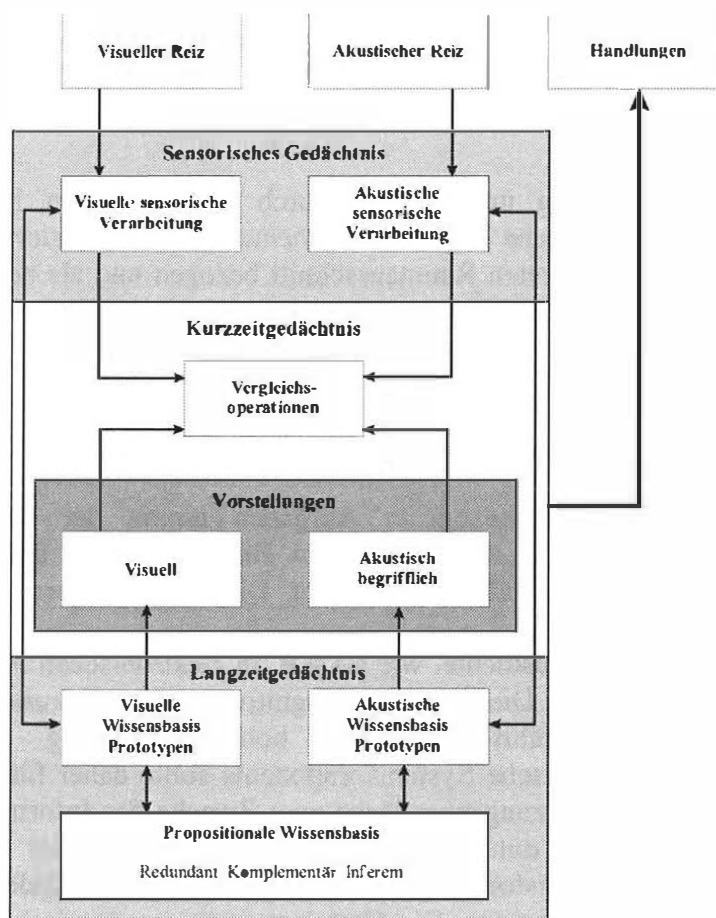 Visueller Reiz
Akustischer Reiz
Handlungen
Sensorisches Gedächtnis
Visuelle sensorische
Verarbeitung
Akustische
sensorische
Verarbeitung
Kurzzeitgedächtnis
Vergleichs-
operationen
Vorstellungen
Visuell
Akustisch
begrifflich
Langzeitgedächtnis
Visuelle
Wissensbasis
Prototypen
Akustische
Wissensbasis
Prototypen
Propositionale Wissensbasis
Redundant Komplementär Inferem